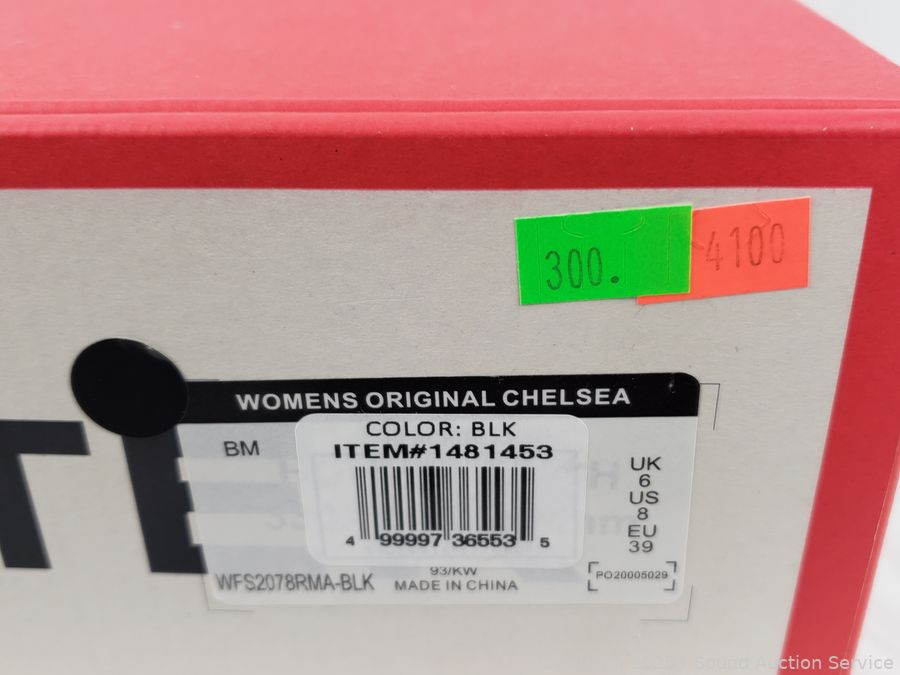 300.
4100
WOMENS ORIGINAL CHELSEA
BM
COLOR: BLK
ITEM#1481453
4 99997 36553 5
UK
6
US
8
EU
39
93/KW
WFS2078RMA-BLK
MADE IN CHINA
PO20005029
TE
Sound Auction Service